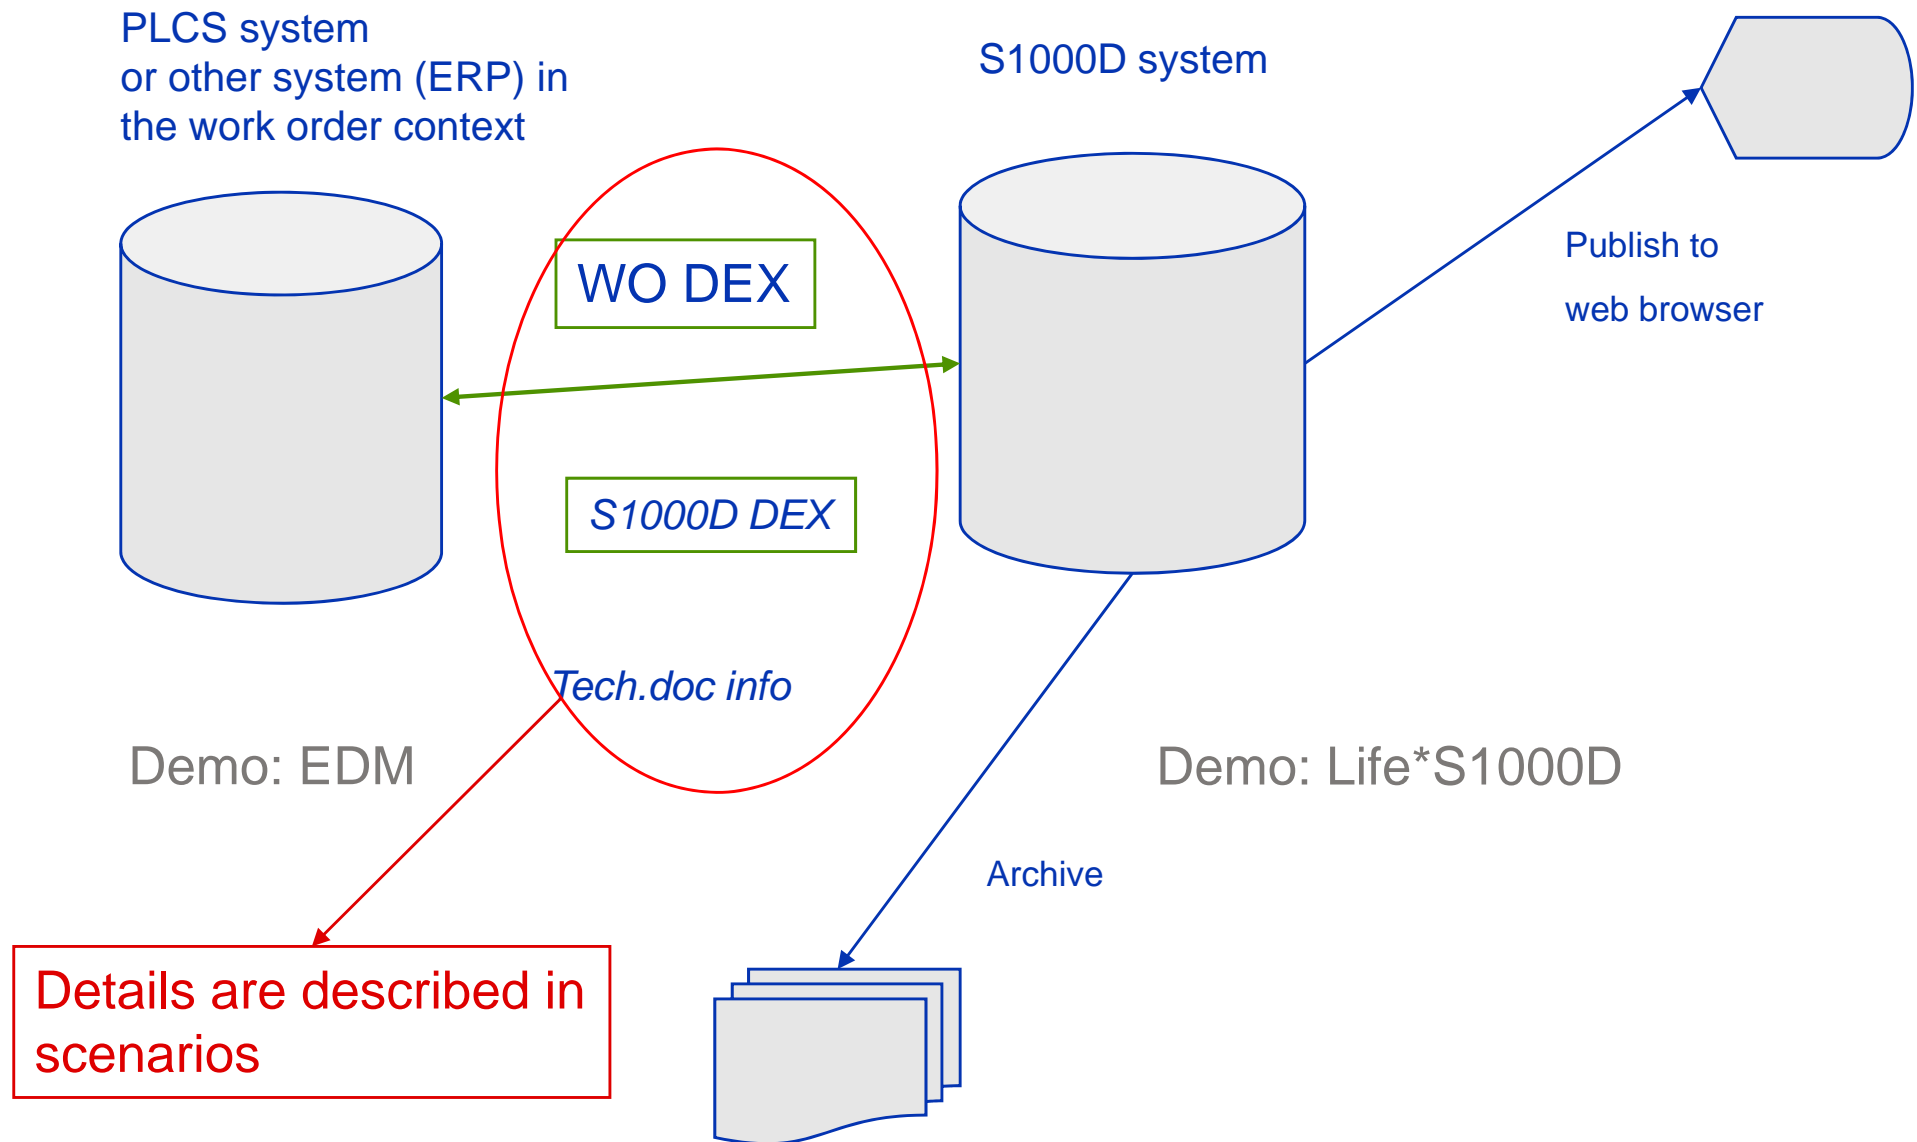 PLCS system
or other system (ERP) in
the work order context
S1000D system
WO DEX
Publish to
web browser
S1000D DEX
Tech.doc info
Demo: EDM
Demo: Life*S1000D
Archive
Details are described in
scenarios